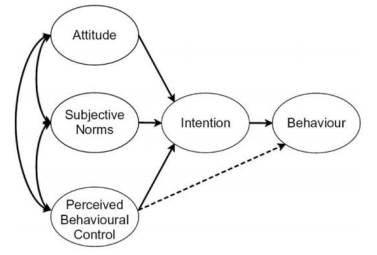 Attitude
Subjective
Norms
Intention
Behaviour
Perceived
Behavioural
Control